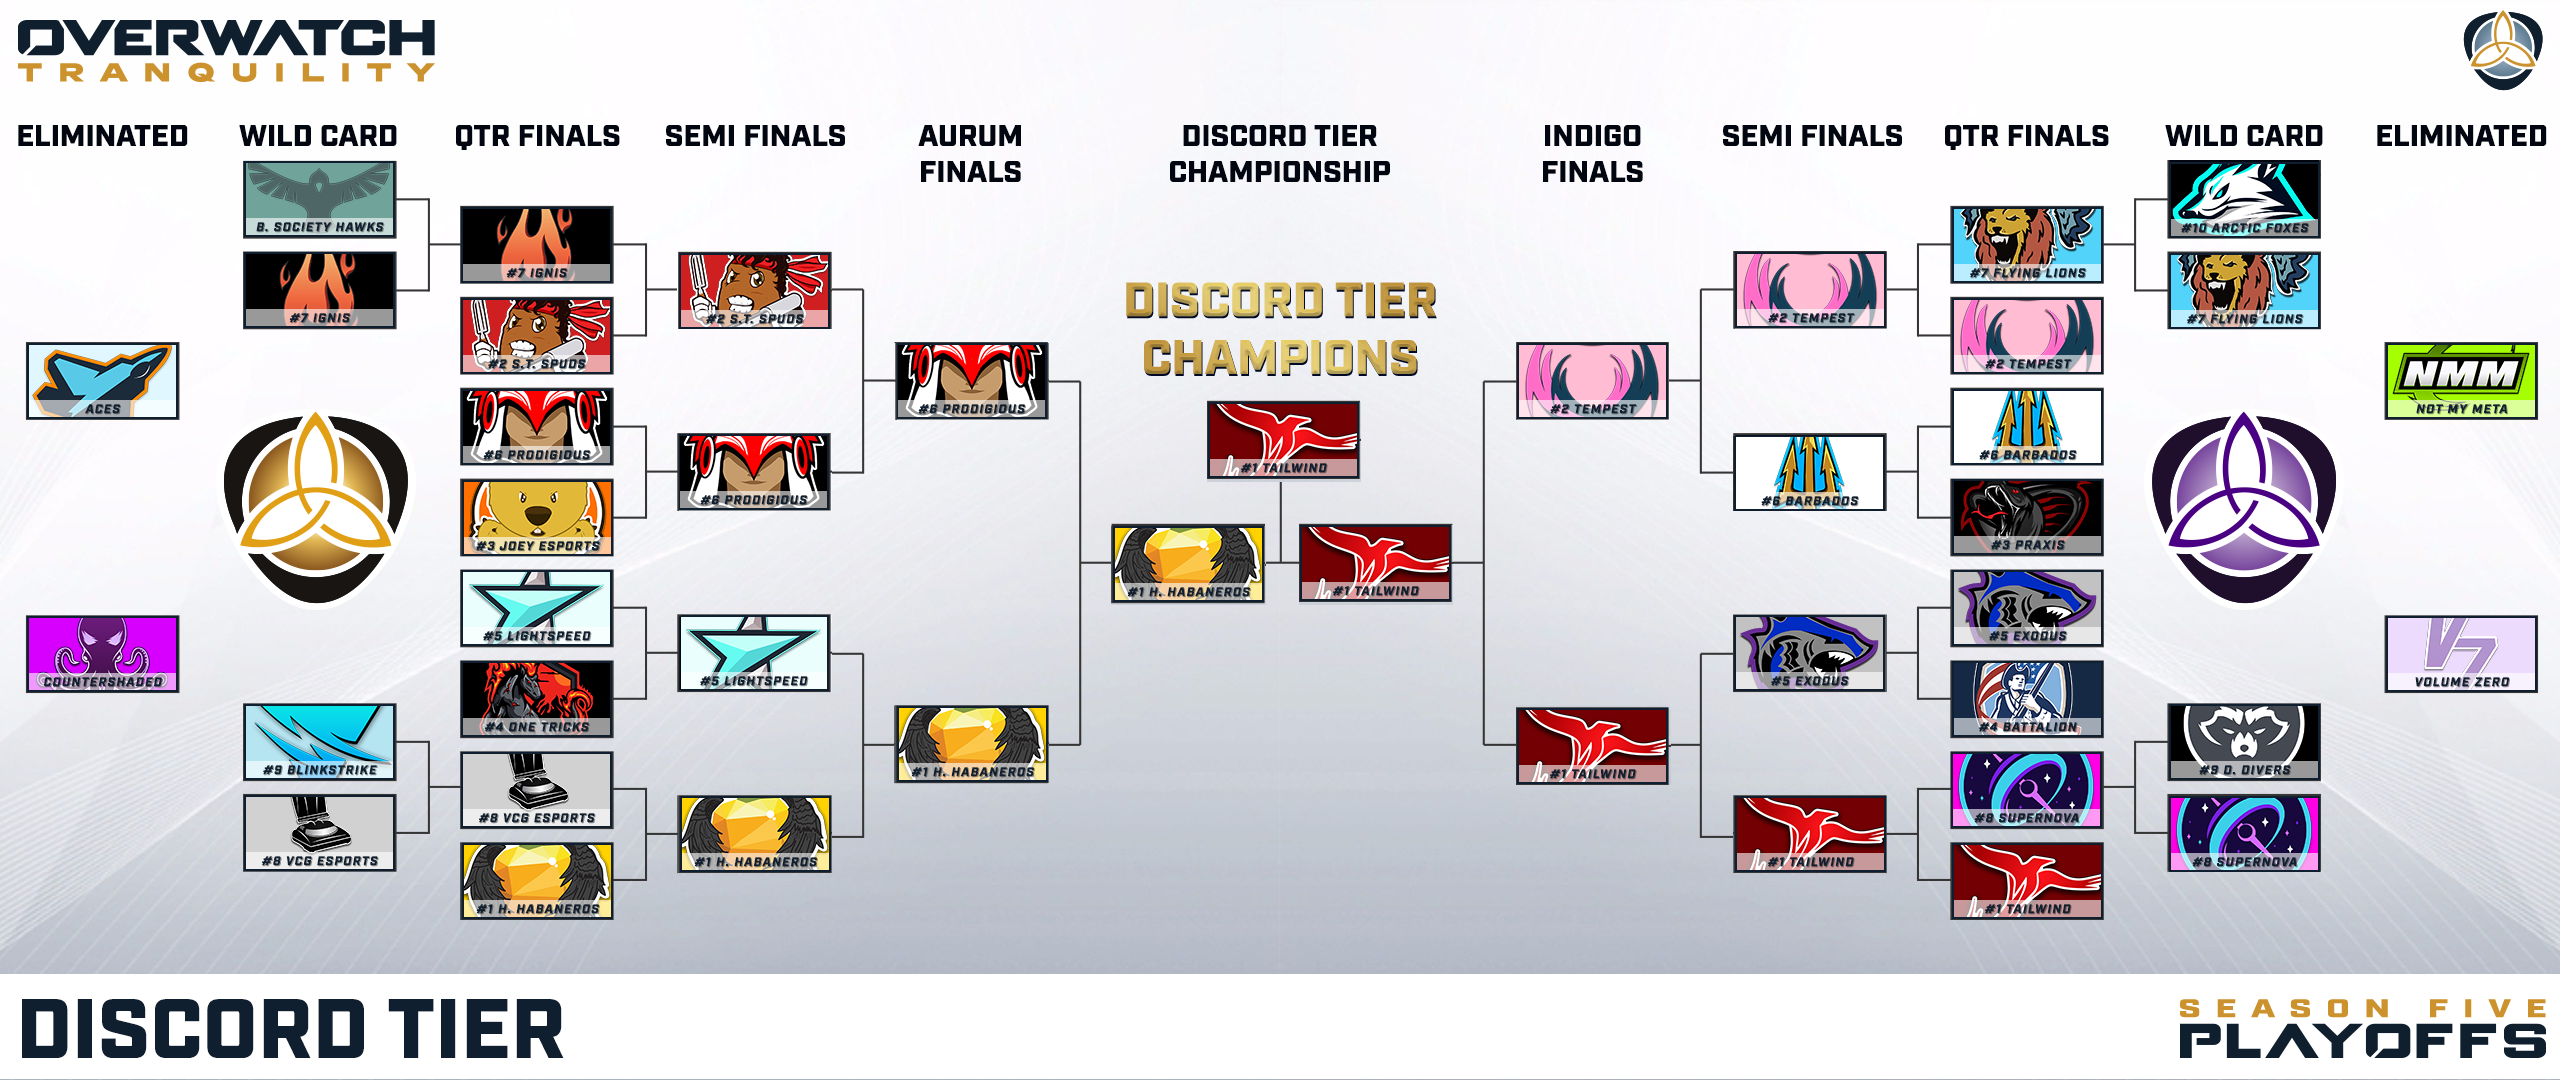 OVERWATCH
TRANQUILITY
ELIMINATED
WILD CARD
QTR FINALS
SEMI FINALS
AURUM
FINALS
DISCORD TIER
CHAMPIONSHIP
INDIGO
FINALS
SEMI FINALS
QTR FINALS
WILD CARD
ELIMINATED
ACES
COUNTERSHADED
B. SOCIETY HAWKS
#7 IGNIS
#9 BLINKSTRIKE
#8 VCG ESPORTS
#7 IGNIS
#2 S.T. SPUDS
#6 PRODIGIOUS
#3 JOEY ESPORTS
#5 LIGHTSPEED
#4 ONE TRICKS
#8 VCG ESPORTS
#1 H. HABANEROS
#2 S.T. SPUDS
#6 PRODIGIOUS
#5 LIGHTSPEED
#1 H. HABANEROS
#6 PRODIGIOUS
#1 H. HABANEROS
DISCORD TIER
CHAMPIONS
#1 TAILWIND
#1 H. HABANEROS
#1 TAILWIND
#2 TEMPEST
#1 TAILWIND
#2 TEMPEST
#6 BARBADOS
#5 EXODUS
#1 TAILWIND
#7 FLYING LIONS
#2 TEMPEST
#6 BARBADOS
#3 PRAXIS
#5 EXODUS
#4 BATTALION
#8 SUPERNOVA
#1 TAILWIND
#10 ARCTIC FOXES
#7 FLYING LIONS
#9 D. DIVERS
#8 SUPERNOVA
NMM
NOT MY META
VOLUME ZERO
DISCORD TIER
SEASON FIVE
PLAYOFFS